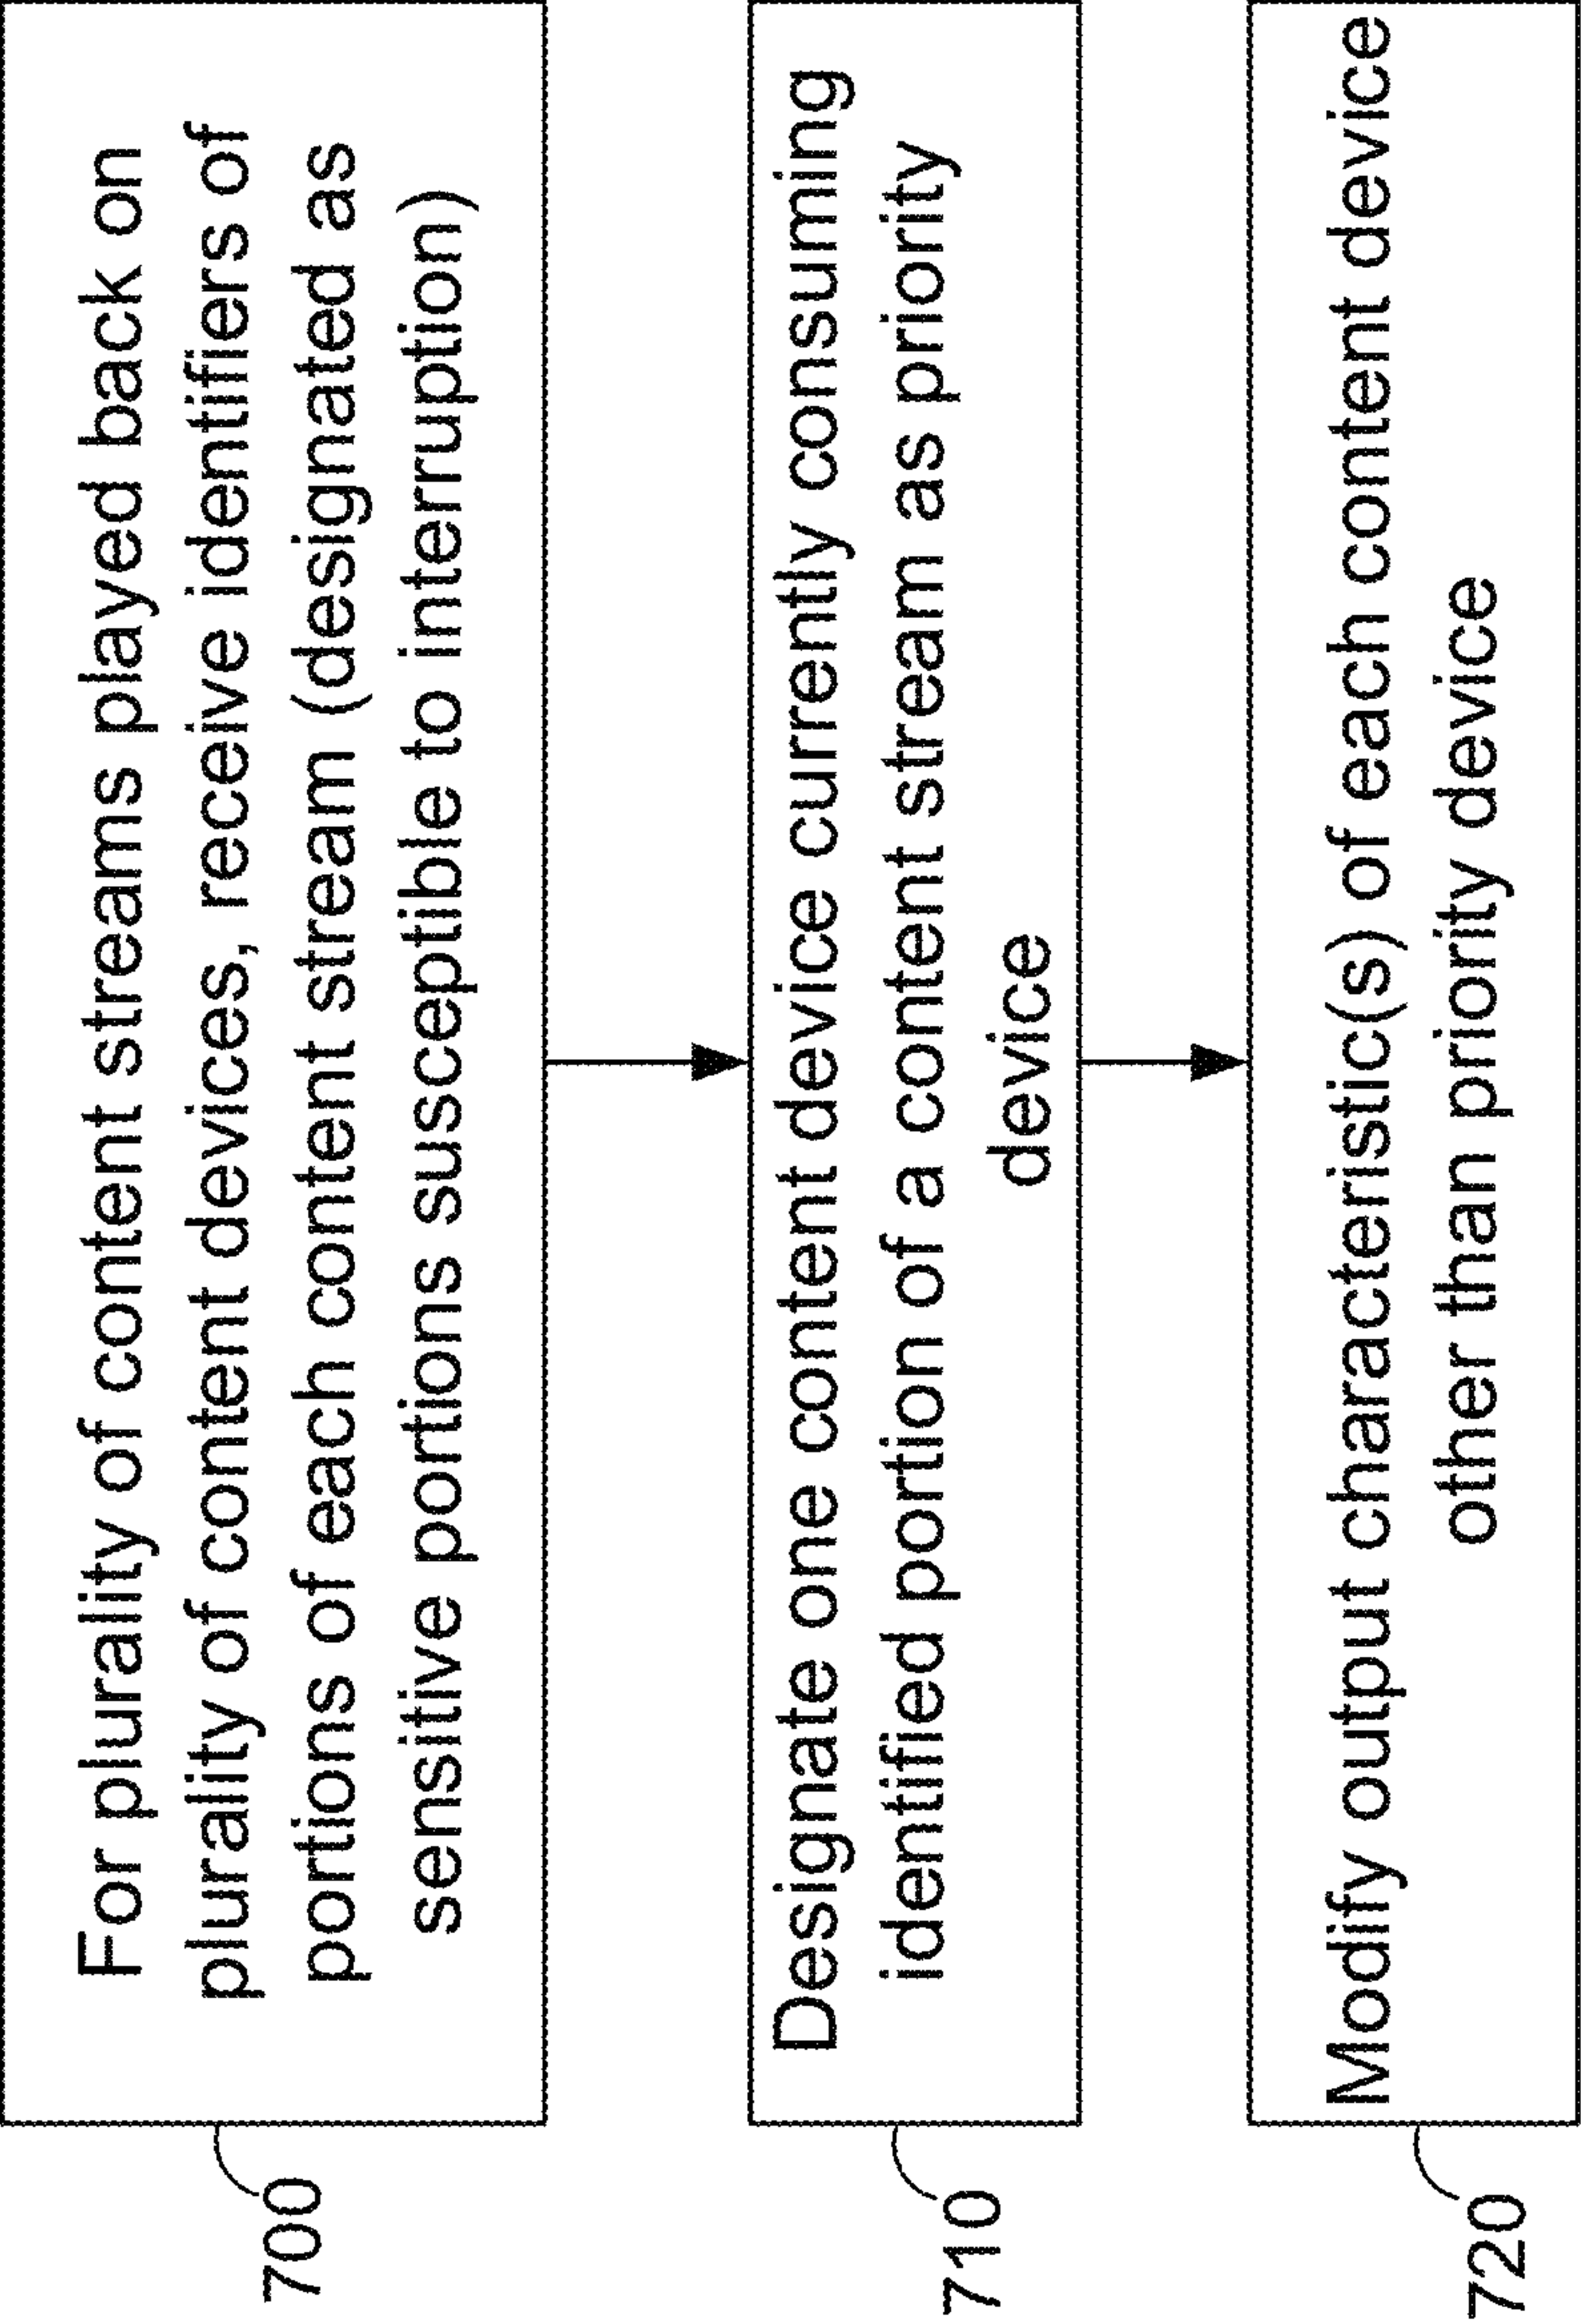 For plurality of content streams played back on
plurality of content devices, receive identifiers of
portions of each content stream (designated as
sensitive portions susceptible to interruption)
700
Designate one content device currently consuming
identified portion of a content stream as priority
device
710
Modify output characteristic(s) of each content device
other than priority device
720